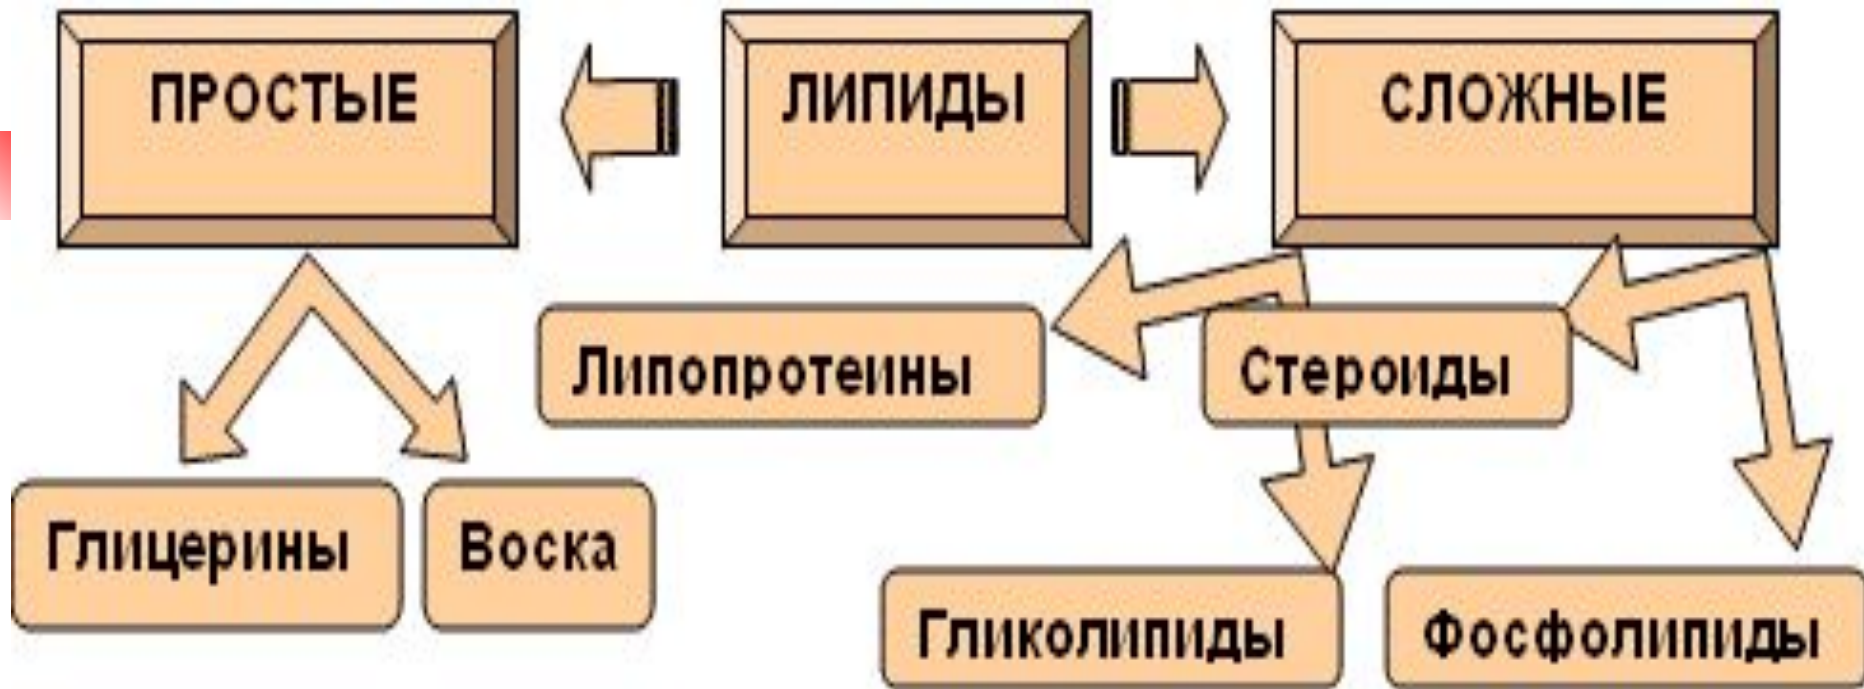 ПРОСТЫЕ
ЛИПИДЫ
СЛОЖНЫЕ
Липопротеины
Стероиды
Глицерины
Воска
Гликолипиды
Фосфолипиды